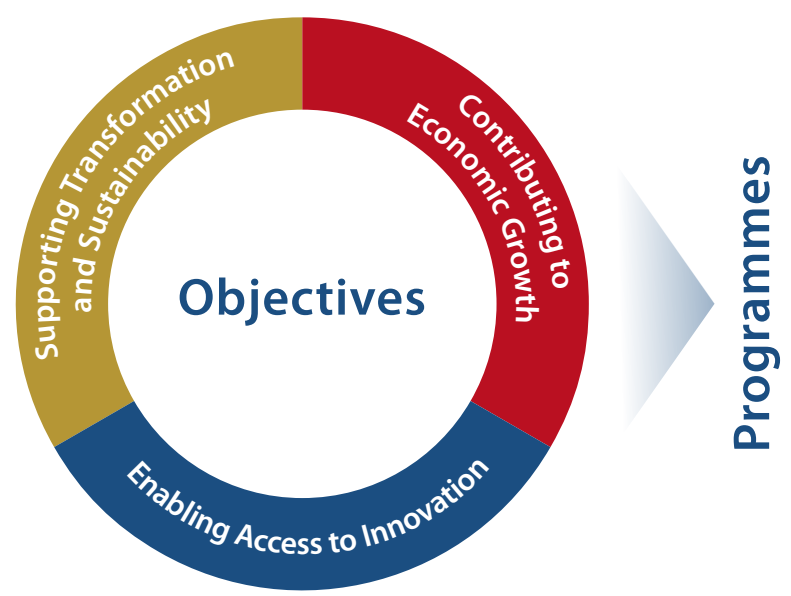 Supporting Transformation
and Sustainability
Contributing to
Economic Growth
Enabling Access to Innovation
Objectives
Programmes